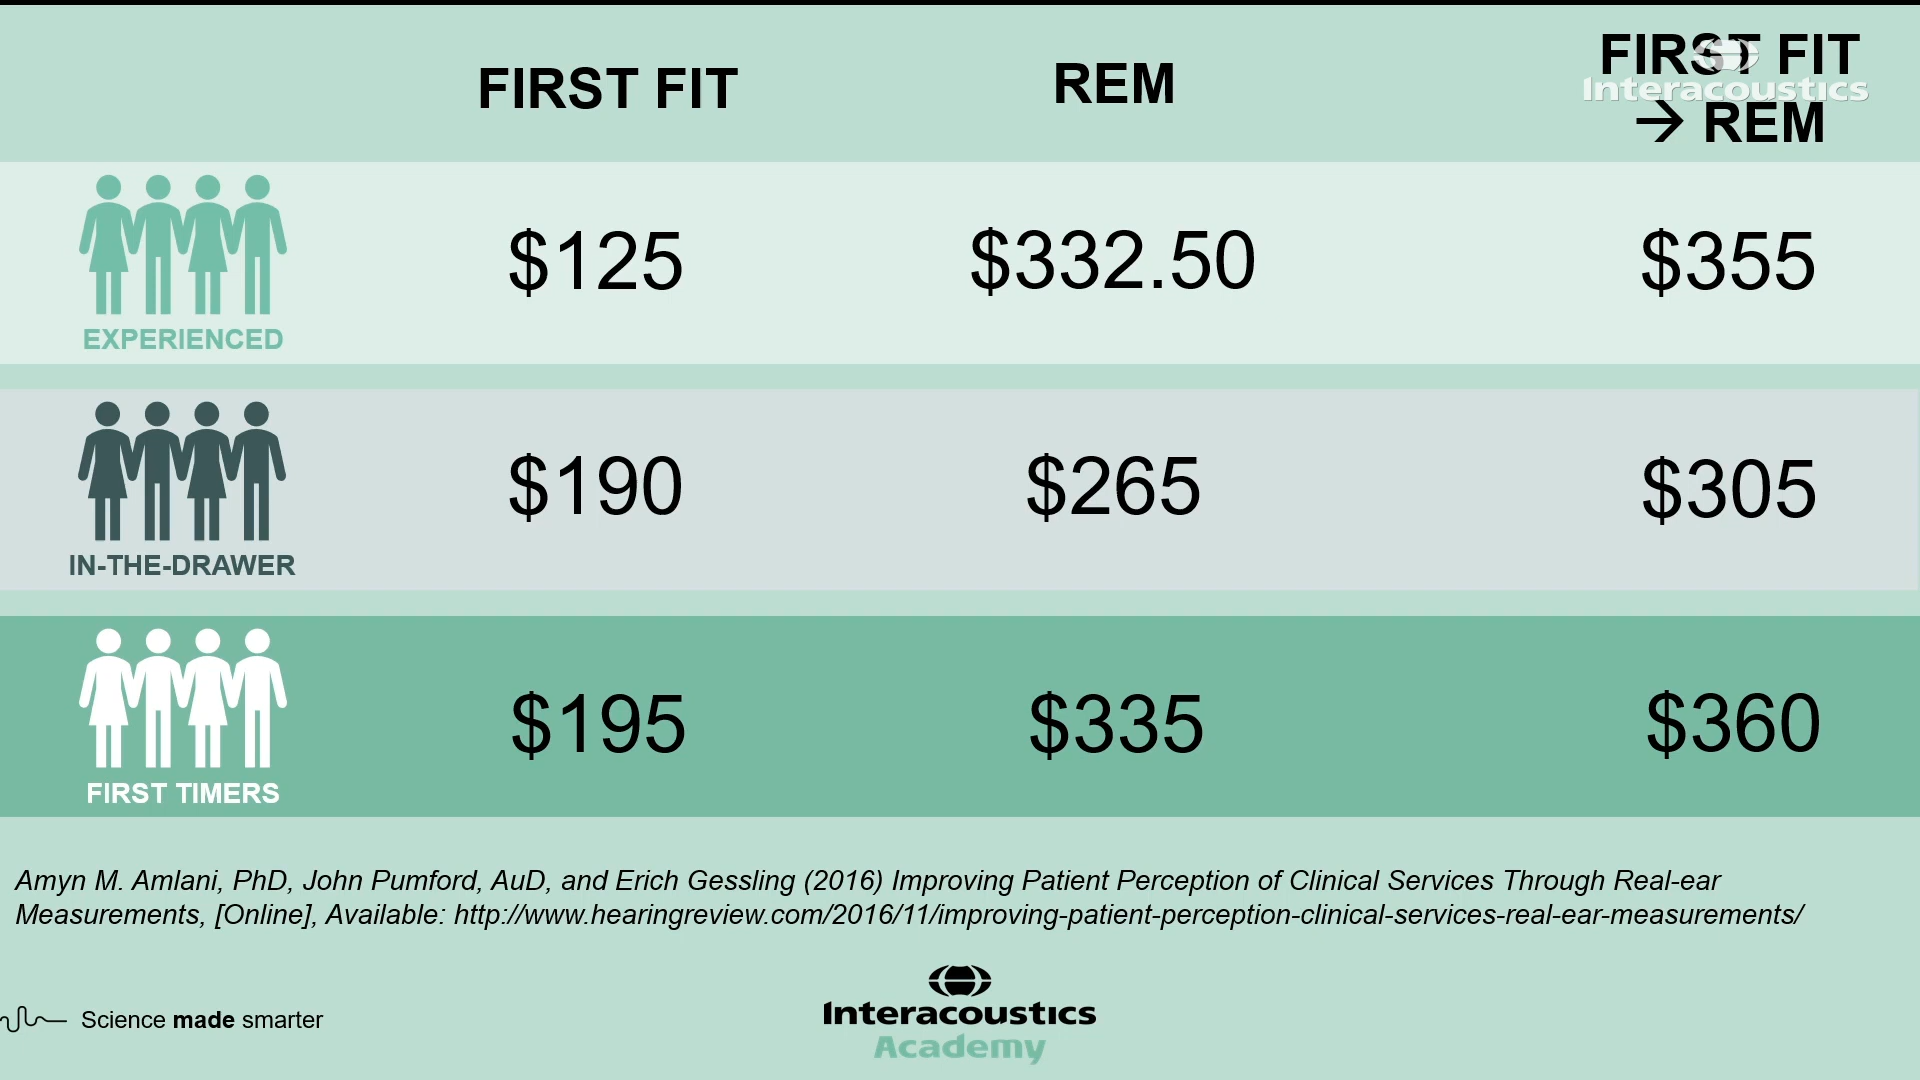 FIRST FIT
REM
FIRST FIT
→ REM
Interacoustics
$125
$332.50
$355
EXPERIENCED
$190
$265
$305
IN-THE-DRAWER
$195
$335
$360
FIRST TIMERS
Amyn M. Amlani, PhD, John Pumford, AuD, and Erich Gessling (2016) Improving Patient Perception of Clinical Services Through Real-ear
Measurements, [Online], Available: http://www.hearingreview.com/2016/11/improving-patient-perception-clinical-services-real-ear-measurements/
Science made smarter
Interacoustics
Academy